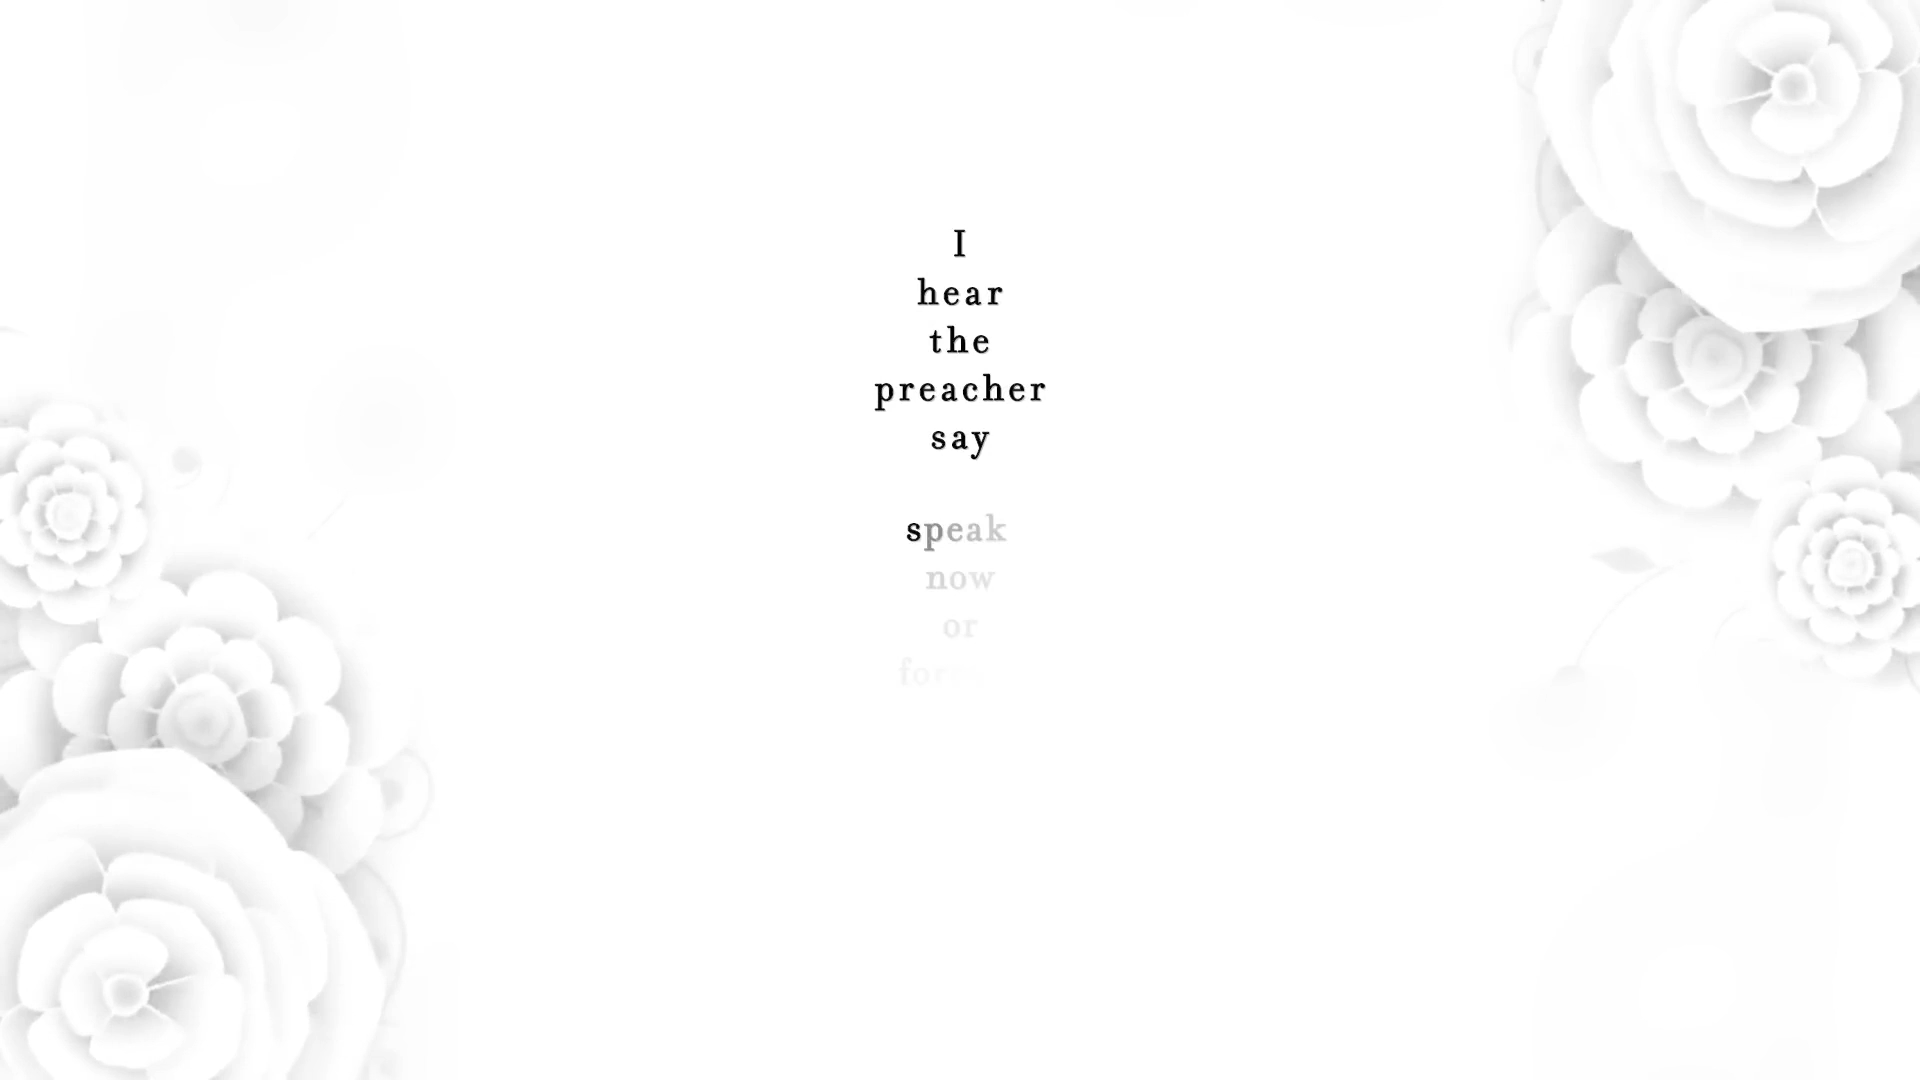 I
hear
the
preacher
say
speak
now
or